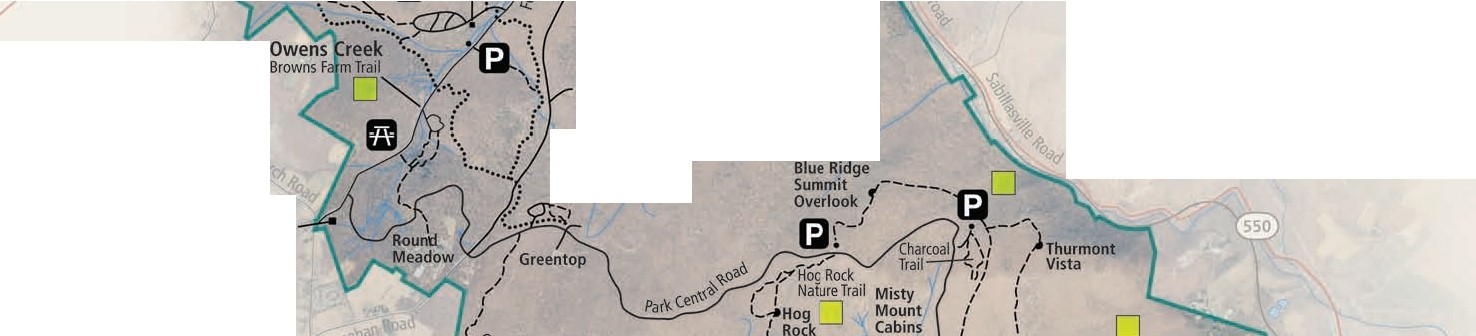 Owens Creek
Browns Farm Trail
P
road
Sabillasville Road
Blue Ridge
Summit
Overlook
P
P
550
Round
Meadow
Greentop
Charcoal
Trail
Thurmont
Vista
Park Central Road
Hog Rock
Nature Trail
Misty
Mount
Cabins
Hog
Rock
Road